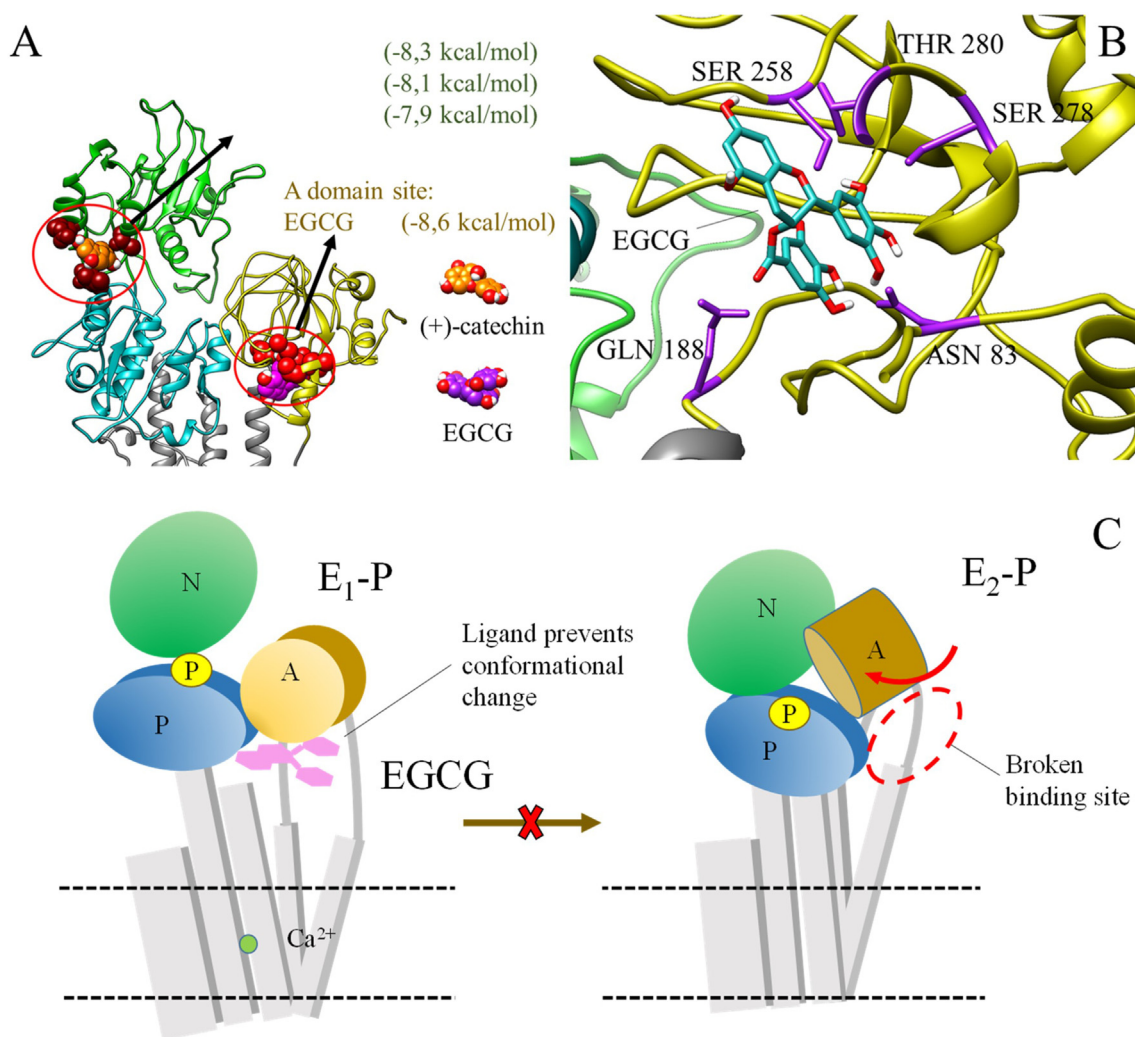 A
(-8,3 kcal/mol)
(-8,1 kcal/mol)
(-7,9 kcal/mol)
A domain site:
EGCG (-8,6 kcal/mol)
(+)-catechin
EGCG
B
THR 280
SER 258
SER 278
EGCG
GLN 188
ASN 83
C
N
E₁-P
P
A
P
Ligand prevents
conformational
change
EGCG
Ca²⁺
E₂-P
N
A
P
P
Broken
binding site